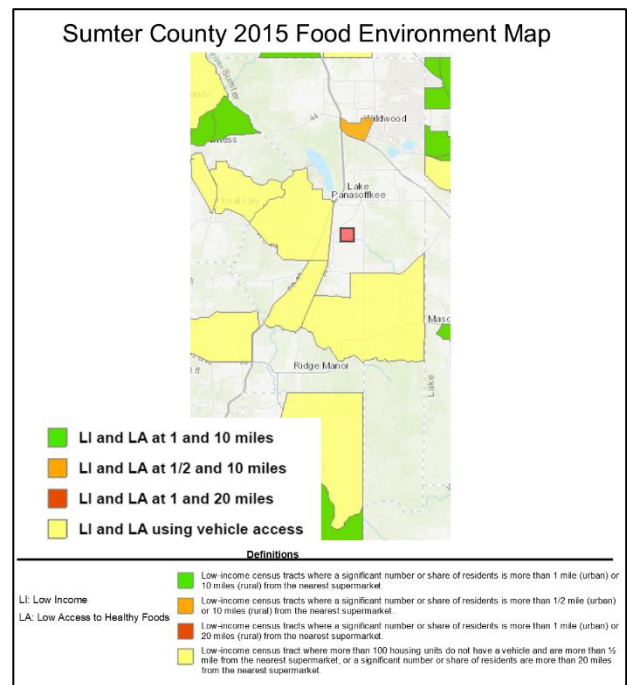 Sumter County 2015 Food Environment Map
Sumter
44
Wildwood
Lake
Panasoffkee
Floral City
Ridge Manor
Lake
LI and LA at 1 and 10 miles
LI and LA at 1/2 and 10 miles
LI and LA at 1 and 20 miles
LI and LA using vehicle access
Definitions
LI: Low Income
LA: Low Access to Healthy Foods
Low-income census tracts where a significant number or share of residents is more than 1 mile (urban) or
10 miles (rural) from the nearest supermarket.
Low-income census tracts where a significant number or share of residents is more than 1/2 mile (urban)
or 10 miles (rural) from the nearest supermarket.
Low-income census tracts where a significant number or share of residents is more than 1 mile (urban) or
20 miles (rural) from the nearest supermarket.
Low-income census tract where more than 100 housing units do not have a vehicle and are more than ½
mile from the nearest supermarket, or a significant number or share of residents are more than 20 miles
from the nearest supermarket.